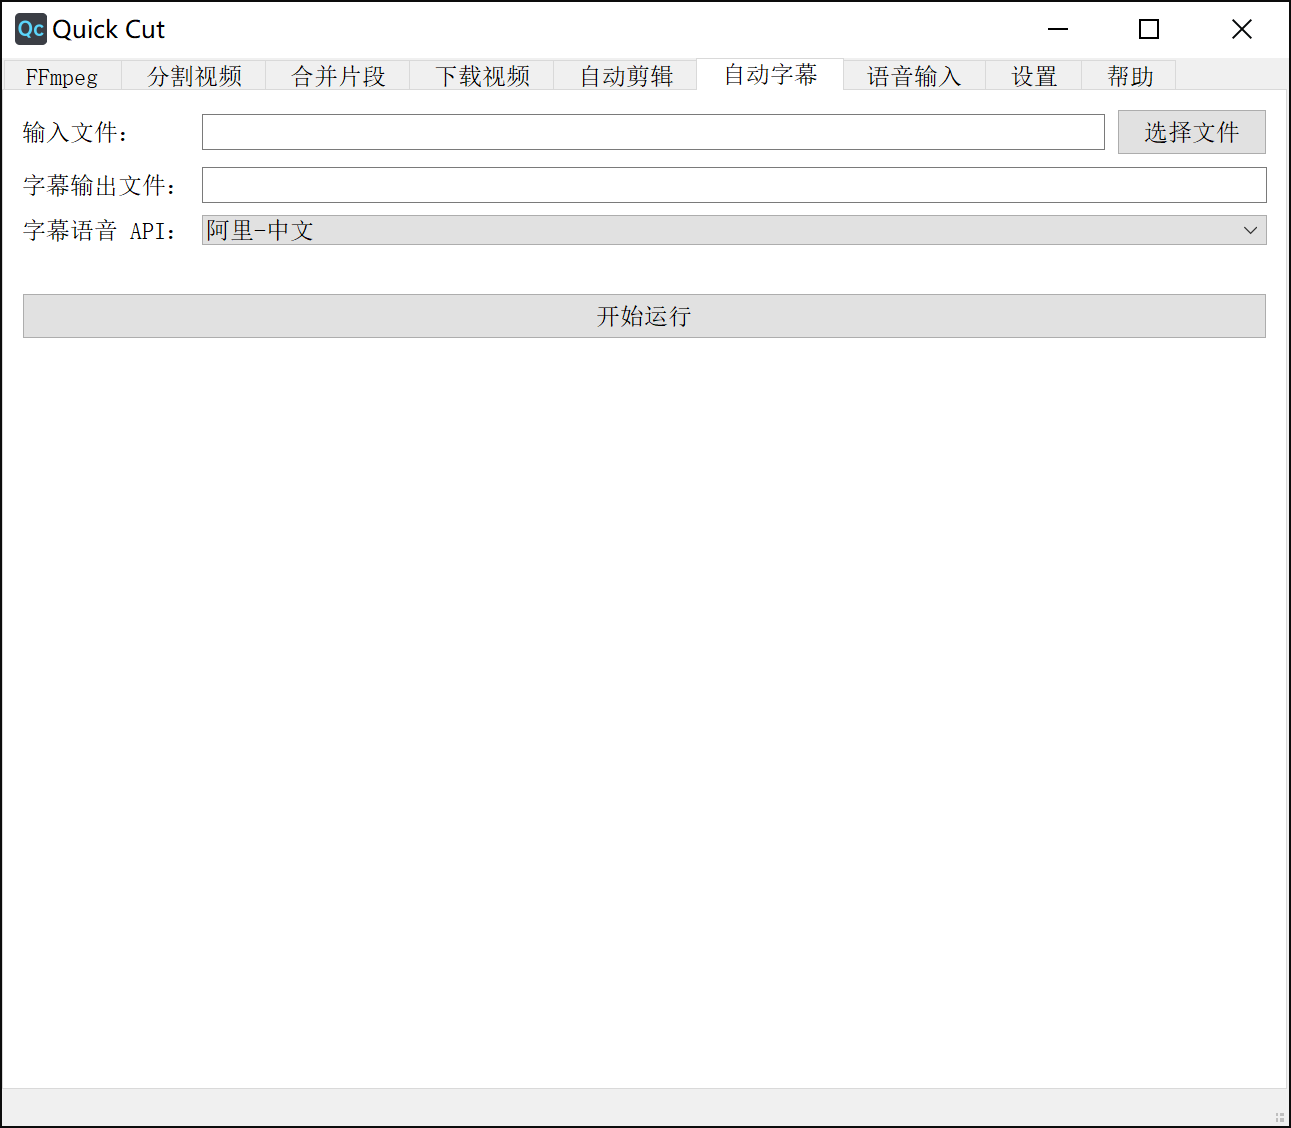 Qc Quick Cut
FFmpeg 分割视频 合并片段 下载视频 自动剪辑 自动字幕 语音输入 设置 帮助
输入文件： 选择文件
字幕输出文件：
字幕语音 API： 阿里-中文
开始运行